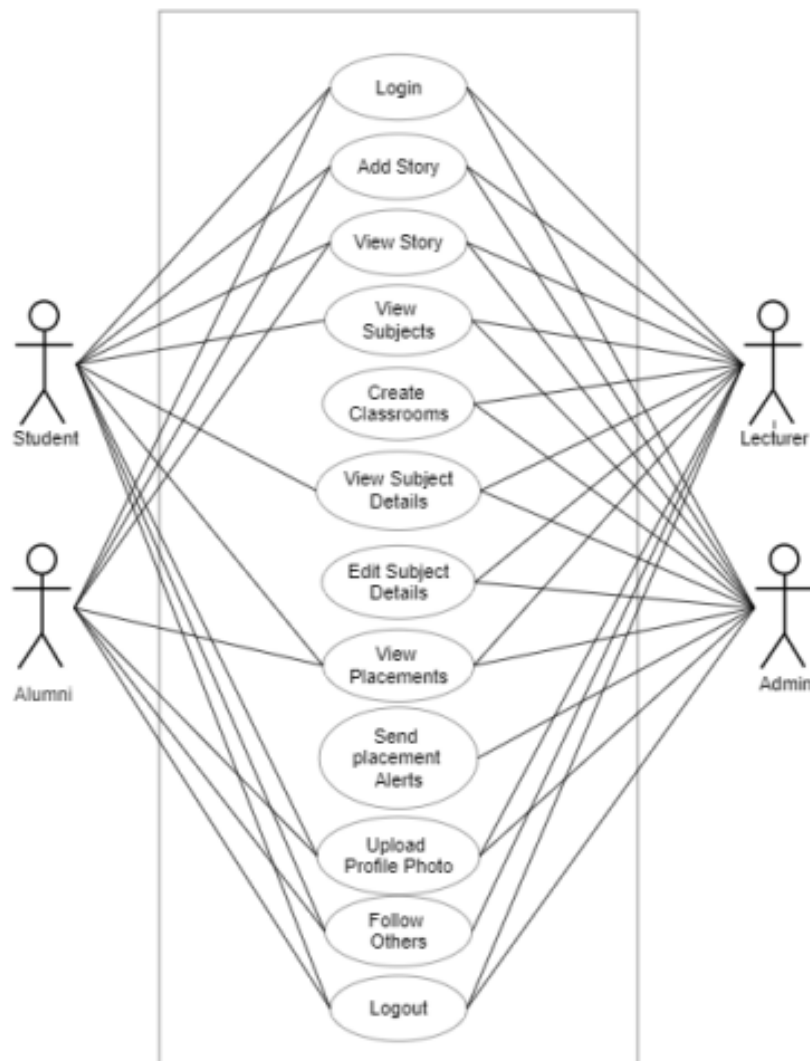 Login
Add Story
View Story
View
Subjects
Create
Classrooms
Student
Lecturer
View Subject
Details
Edit Subject
Details
View
Placements
Alumni
Admin
Send
placement
Alerts
Upload
Profile Photo
Follow
Others
Logout